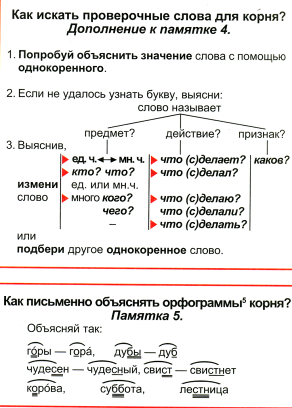 Как искать проверочные слова для корня?
Дополнение к памятке 4.
1. Попробуй объяснить значение слова с помощью
однокоренного.
2. Если не удалось узнать букву, выясни:
слово называет
предмет? действие? признак?
3. Выяснив, ед. ч. мн. ч. что (с)делает? каков?
кто? что? что (с)делал?
измени ед. или мн.ч.
слово много кого? что (с)делаю?
чего? что (с)делали?
– что (с)делать?
или
подбери другое однокоренное слово.
Как письменно объяснять орфограммы⁵ корня?
Памятка 5.
Объясняй так:
го́ры — гора́, дубы — дуб
чудесен — чудесный, свист — свистнет
корова, суббота, лестница